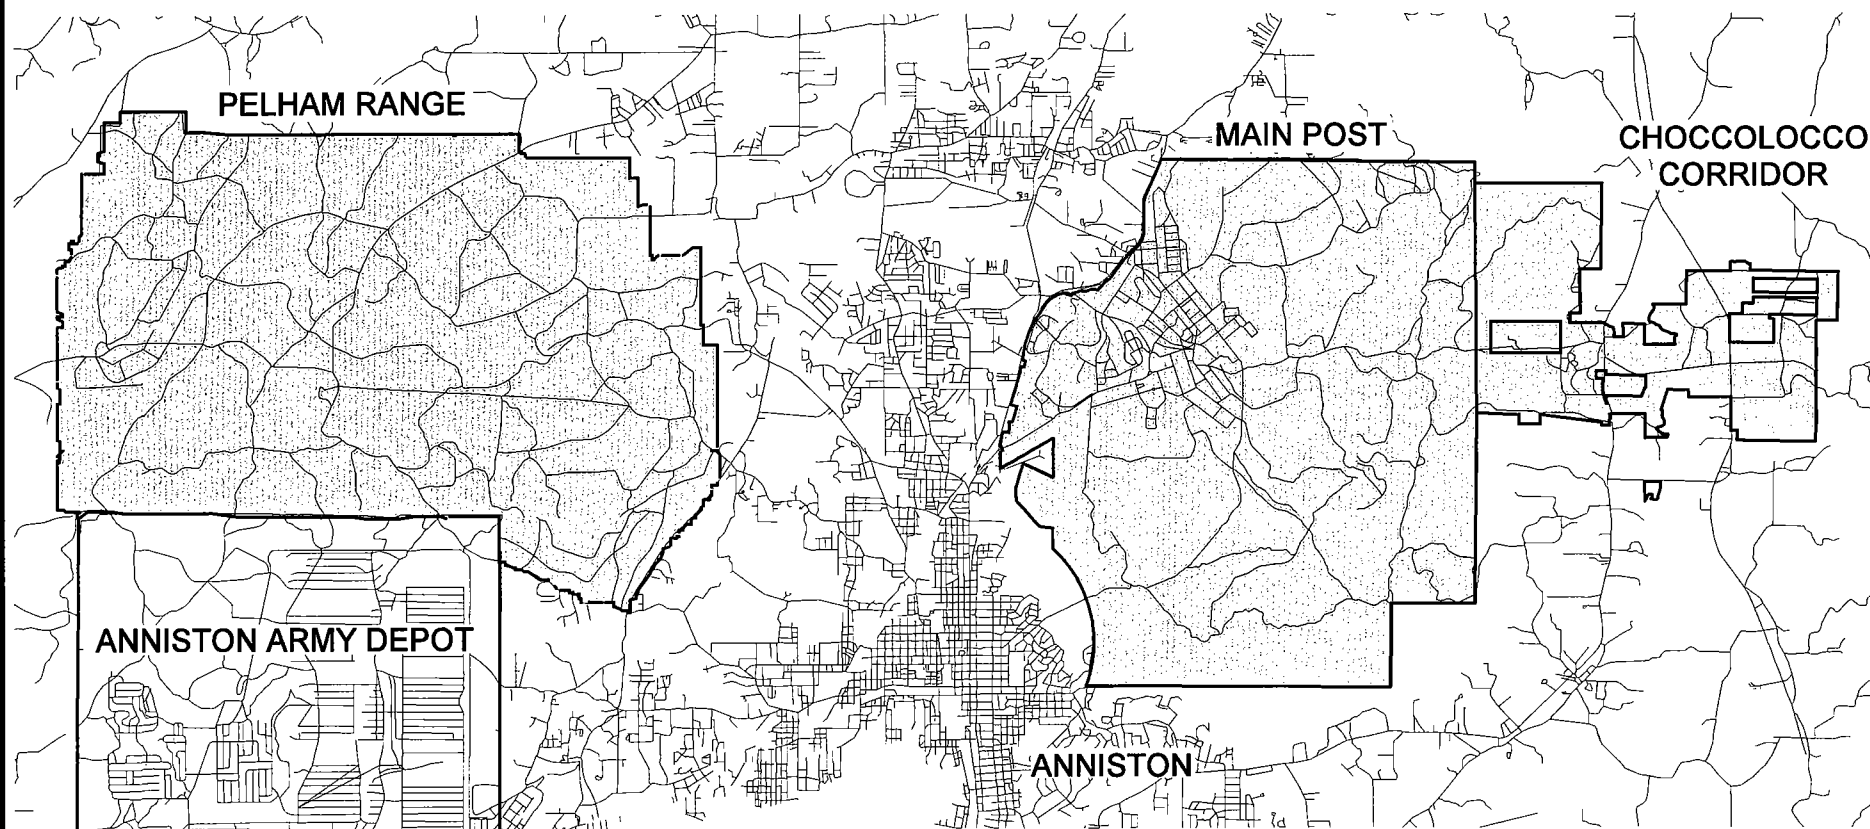 PELHAM RANGE
MAIN POST
CHOCCOLOCCO
CORRIDOR
ANNISTON ARMY DEPOT
ANNISTON